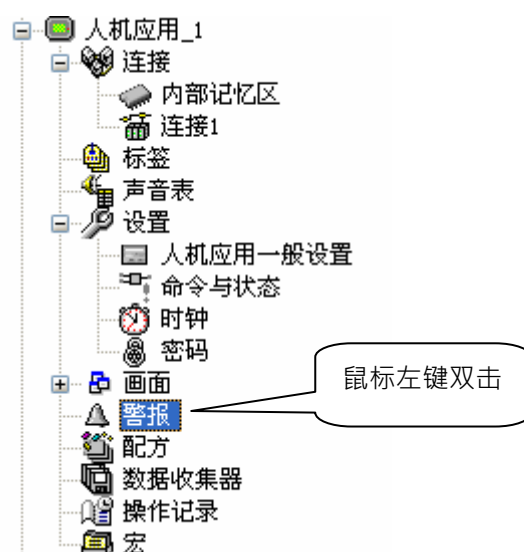 人机应用_1
连接
内部记忆区
连接1
标签
声音表
设置
人机应用一般设置
命令与状态
时钟
密码
画面
鼠标左键双击
警报
配方
数据收集器
操作记录
宏